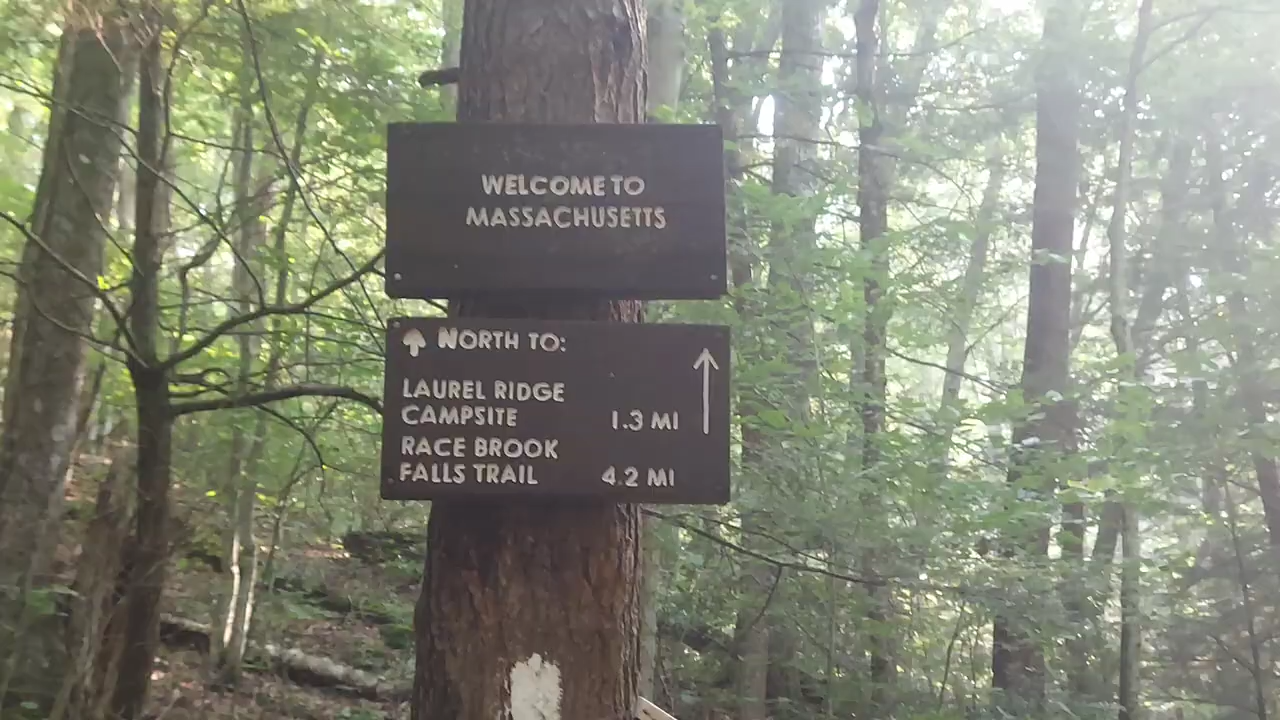 WELCOME TO
MASSACHUSETTS
NORTH TO:
LAUREL RIDGE
CAMPSITE 1.3 MI
RACE BROOK
FALLS TRAIL 4.2 MI